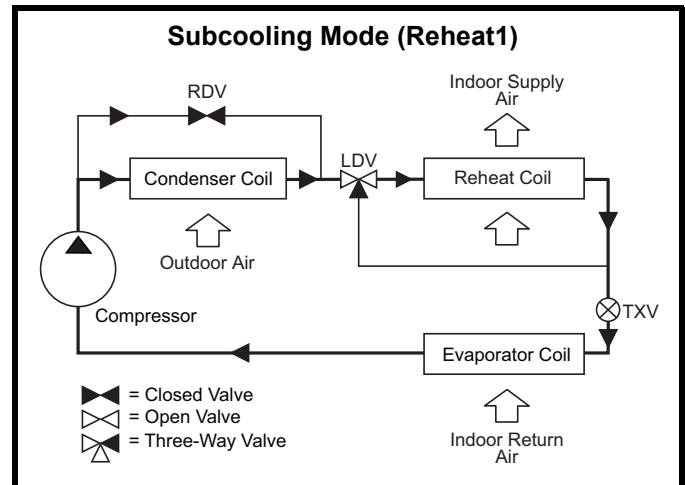 Subcooling Mode (Reheat1)
RDV
Indoor Supply
Air
LDV
Condenser Coil
Reheat Coil
Outdoor Air
Compressor
TXV
Evaporator Coil
= Closed Valve
= Open Valve
= Three-Way Valve
Indoor Return
Air